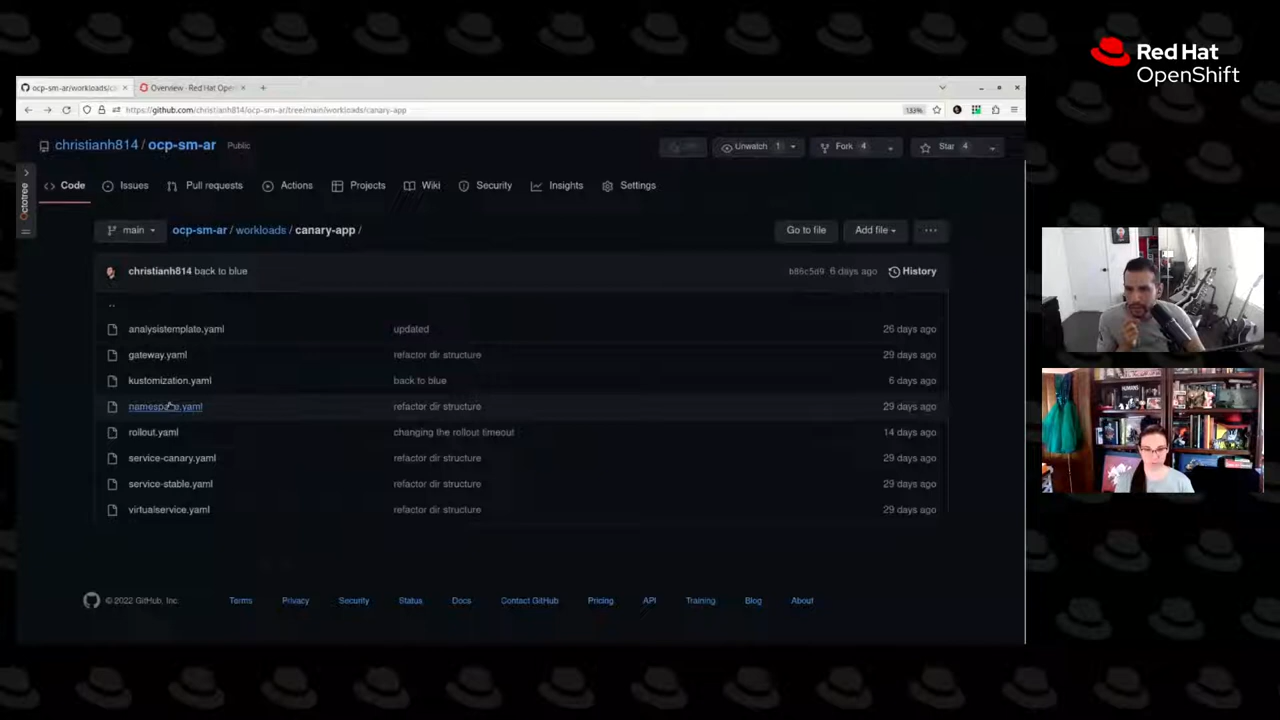 Red Hat
OpenShift
ocp-sm-ar/workloads/c
Overview · Red Hat Open
https://github.com/christianh814/ocp-sm-ar/tree/main/workloads/canary-app
133%
christianh814 / ocp-sm-ar Public
Unwatch 1
Fork 4
Star 4
Octotree
Code
Issues
Pull requests
Actions
Projects
Wiki
Security
Insights
Settings
main
ocp-sm-ar / workloads / canary-app /
Go to file
Add file
christianh814 back to blue
b86c5d9 6 days ago
History
..
analysistemplate.yaml updated 26 days ago
gateway.yaml refactor dir structure 29 days ago
kustomization.yaml back to blue 6 days ago
namespace.yaml refactor dir structure 29 days ago
rollout.yaml changing the rollout timeout 14 days ago
service-canary.yaml refactor dir structure 29 days ago
service-stable.yaml refactor dir structure 29 days ago
virtualservice.yaml refactor dir structure 29 days ago
© 2022 GitHub, Inc.
Terms
Privacy
Security
Status
Docs
Contact GitHub
Pricing
API
Training
Blog
About
HUMANS